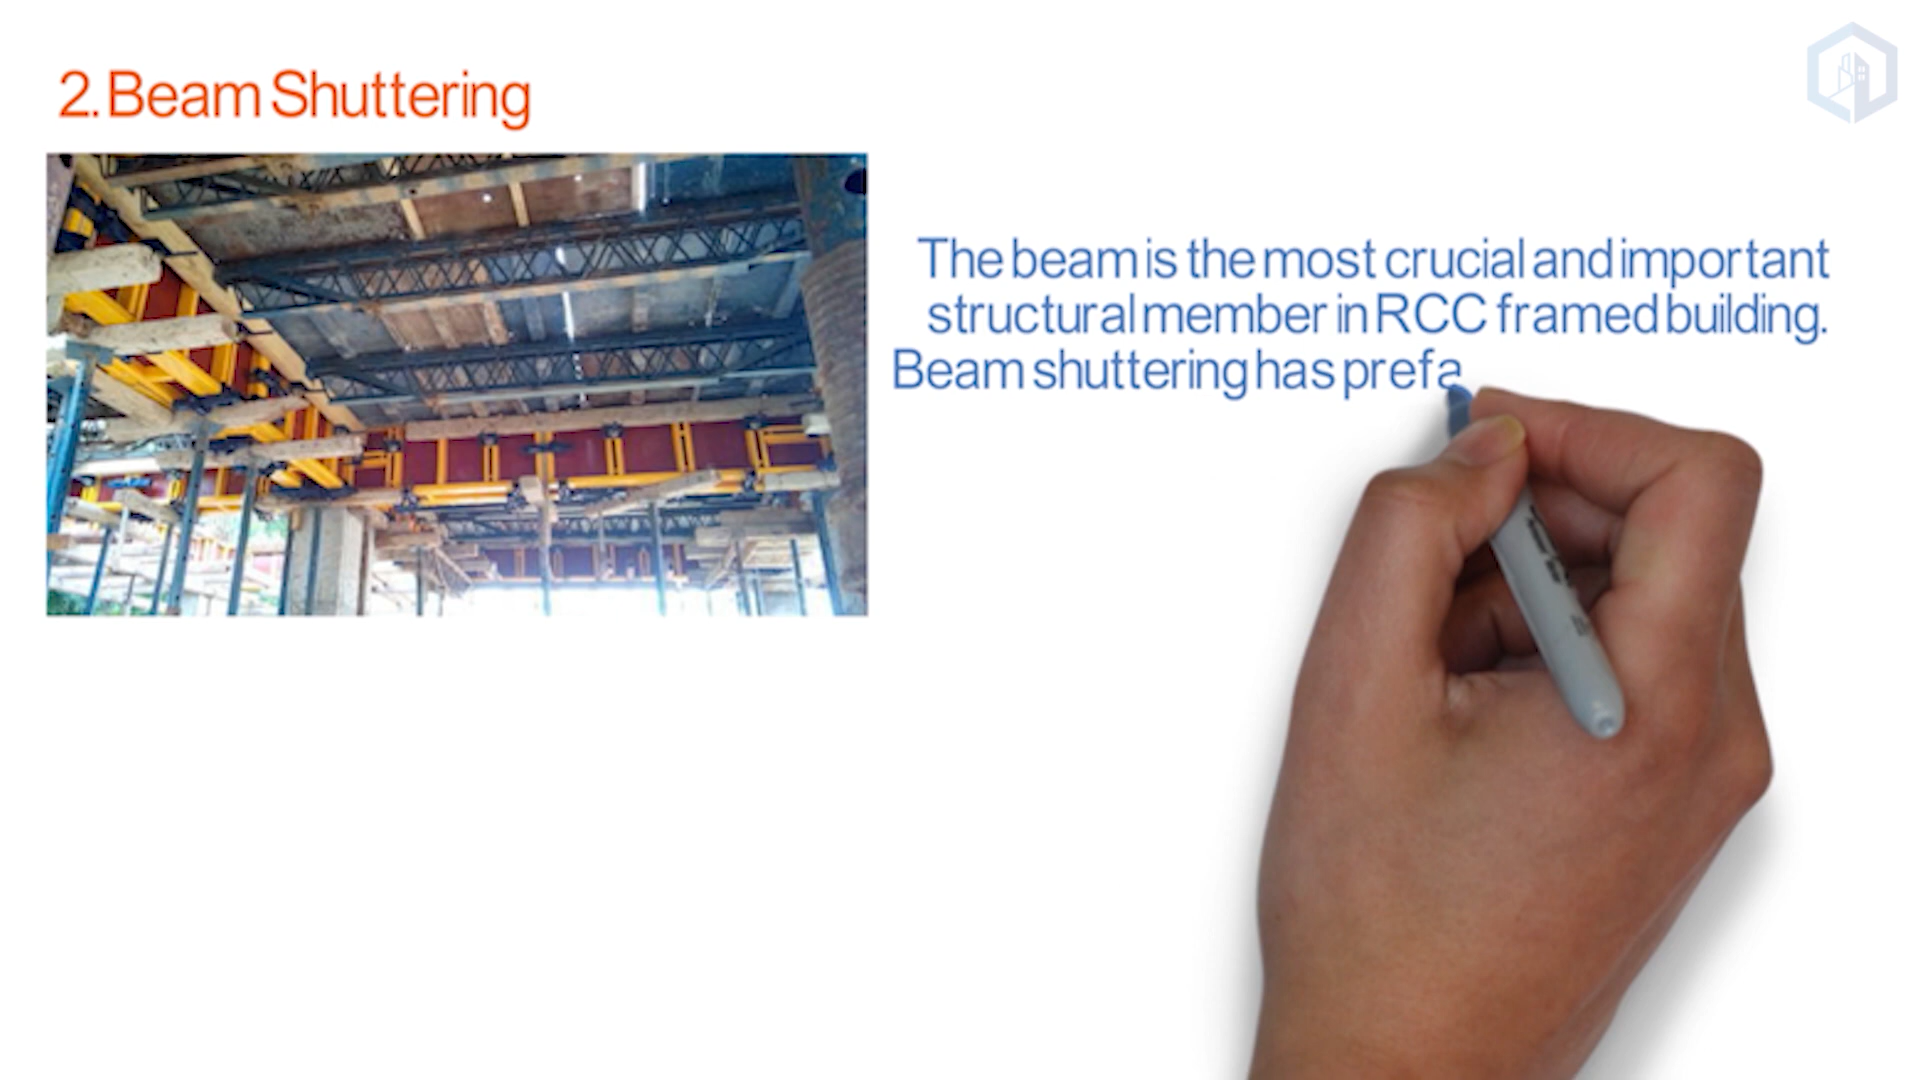 2. Beam Shuttering
The beam is the most crucial and important
structural member in RCC framed building.
Beam shuttering has prefa